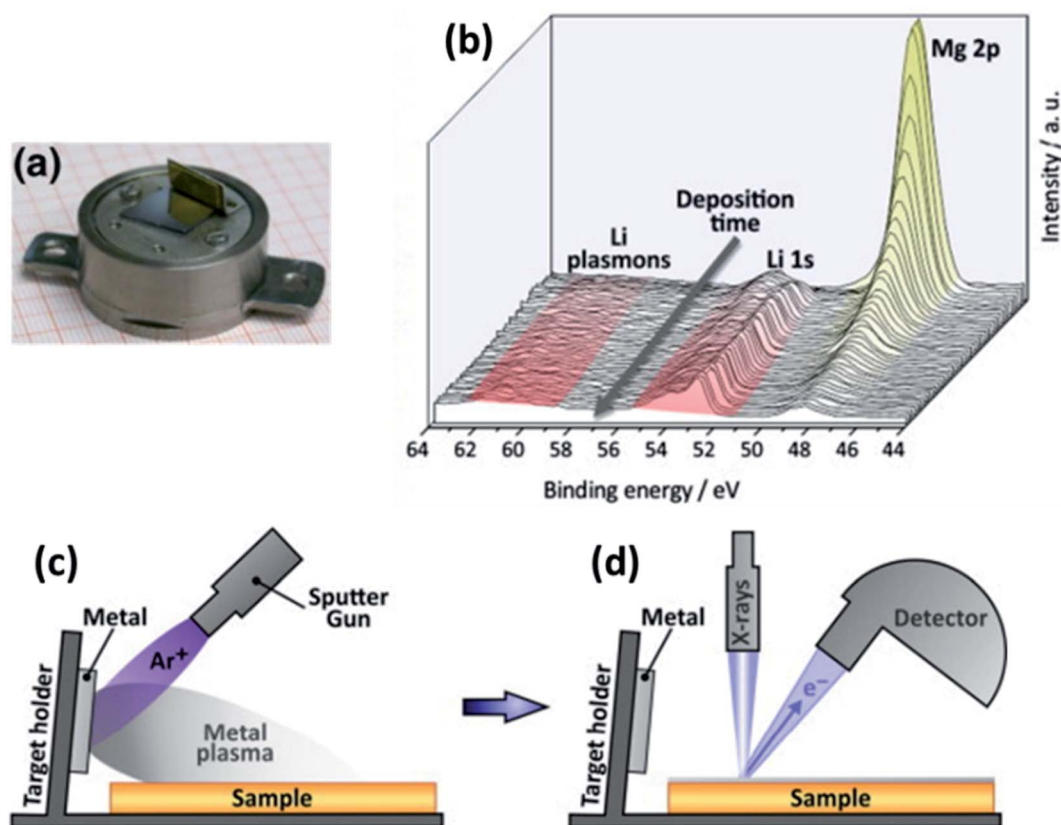 (a)
(b)
Mg 2p
Intensity / a. u.
Deposition
time
Li
plasmons
Li 1s
64 62 60 58 56 54 52 50 48 46 44
Binding energy / eV
(c)
Metal
Sputter
Gun
Ar+
Target holder
Metal
plasma
Sample
(d)
Metal
X-rays
Detector
e−
Target holder
Sample